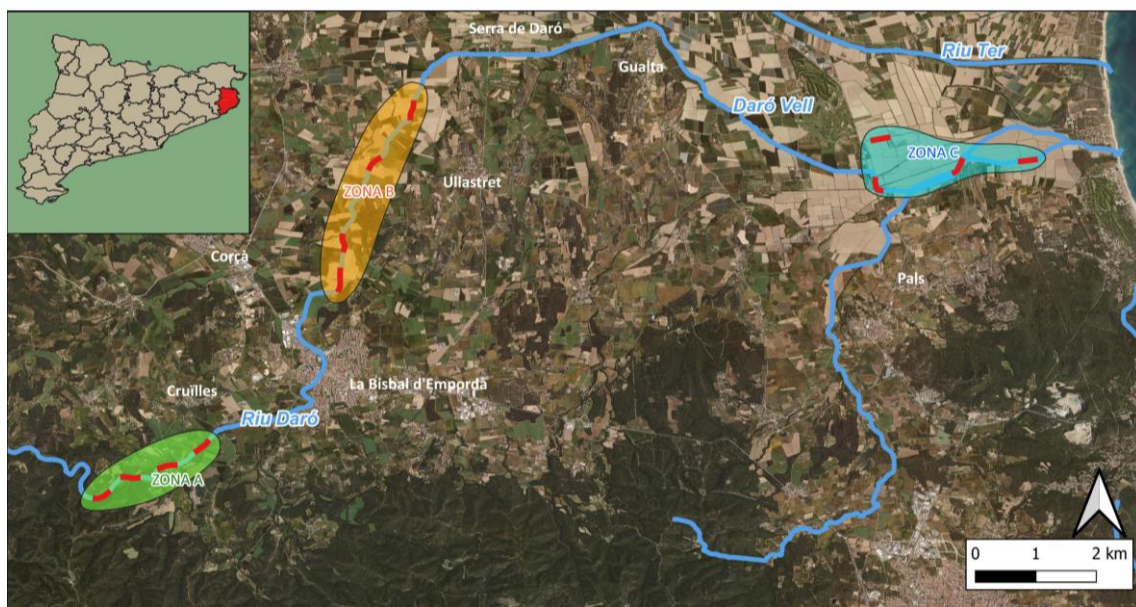 Serra de Daró
Riu Ter
Gualta
Daró Vell
ZONA C
ZONA B
Ullastret
Corçà
Pals
La Bisbal d'Empordà
Cruïlles
Riu Daró
ZONA A
0 1 2 km